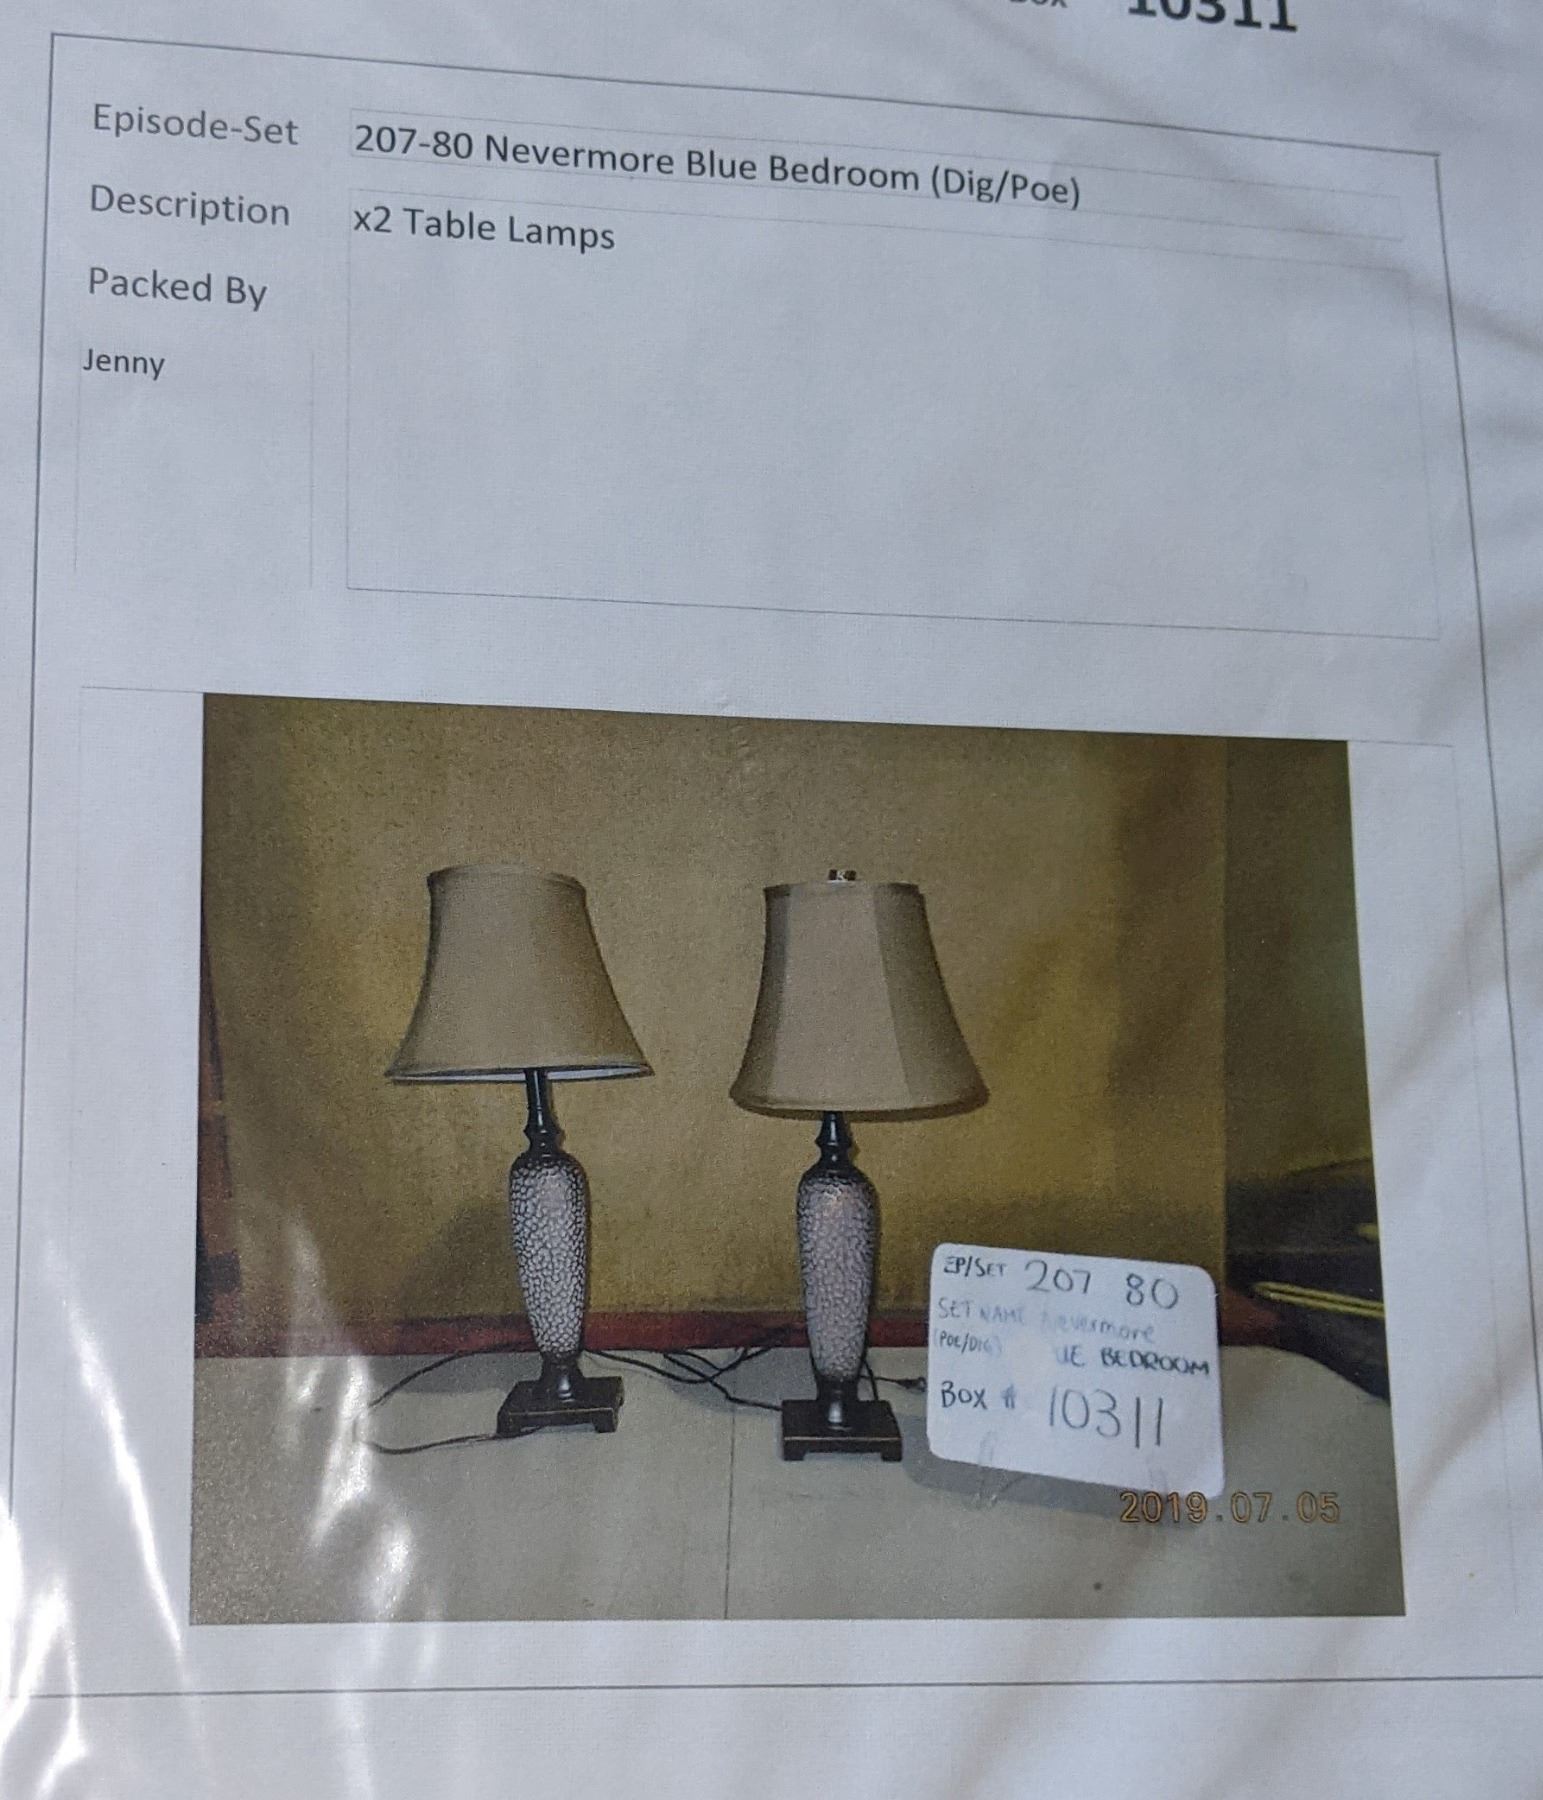 10311
Episode-Set 207-80 Nevermore Blue Bedroom (Dig/Poe)
Description x2 Table Lamps
Packed By
Jenny
EP/SET 207 80
SET NAME Nevermore
(POE/DIG) UE BEDROOM
Box # 10311
2019.07.05